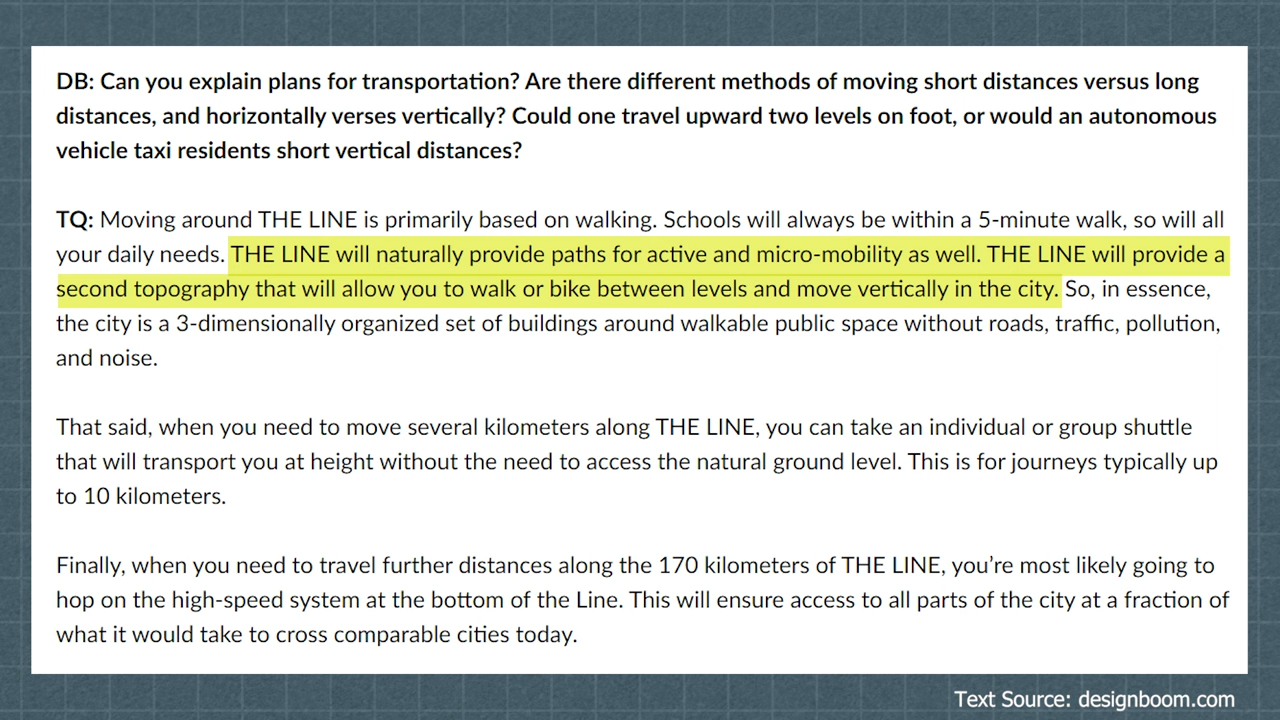 DB: Can you explain plans for transportation? Are there different methods of moving short distances versus long
distances, and horizontally verses vertically? Could one travel upward two levels on foot, or would an autonomous
vehicle taxi residents short vertical distances?
TQ: Moving around THE LINE is primarily based on walking. Schools will always be within a 5-minute walk, so will all
your daily needs. THE LINE will naturally provide paths for active and micro-mobility as well. THE LINE will provide a
second topography that will allow you to walk or bike between levels and move vertically in the city. So, in essence,
the city is a 3-dimensionally organized set of buildings around walkable public space without roads, traffic, pollution,
and noise.
That said, when you need to move several kilometers along THE LINE, you can take an individual or group shuttle
that will transport you at height without the need to access the natural ground level. This is for journeys typically up
to 10 kilometers.
Finally, when you need to travel further distances along the 170 kilometers of THE LINE, you're most likely going to
hop on the high-speed system at the bottom of the Line. This will ensure access to all parts of the city at a fraction of
what it would take to cross comparable cities today.
Text Source: designboom.com